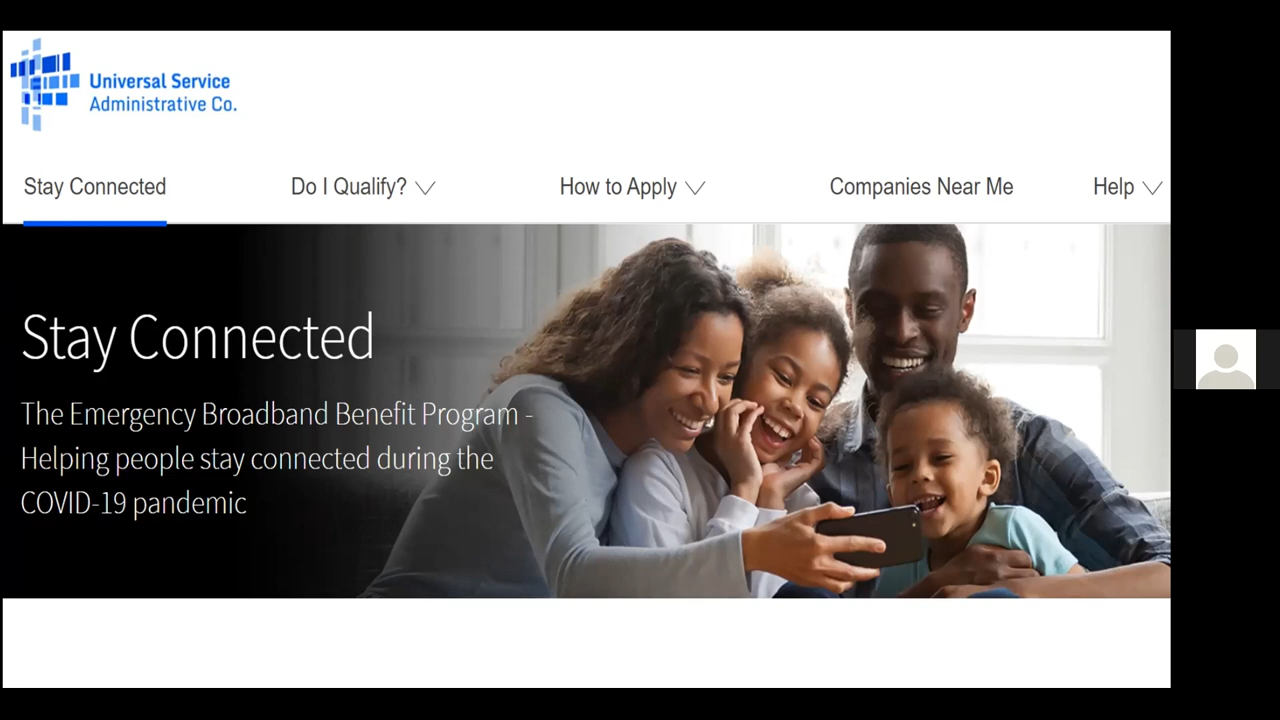 Universal Service
Administrative Co.
Stay Connected
Do I Qualify?
How to Apply
Companies Near Me
Help
Stay Connected
The Emergency Broadband Benefit Program -
Helping people stay connected during the
COVID-19 pandemic